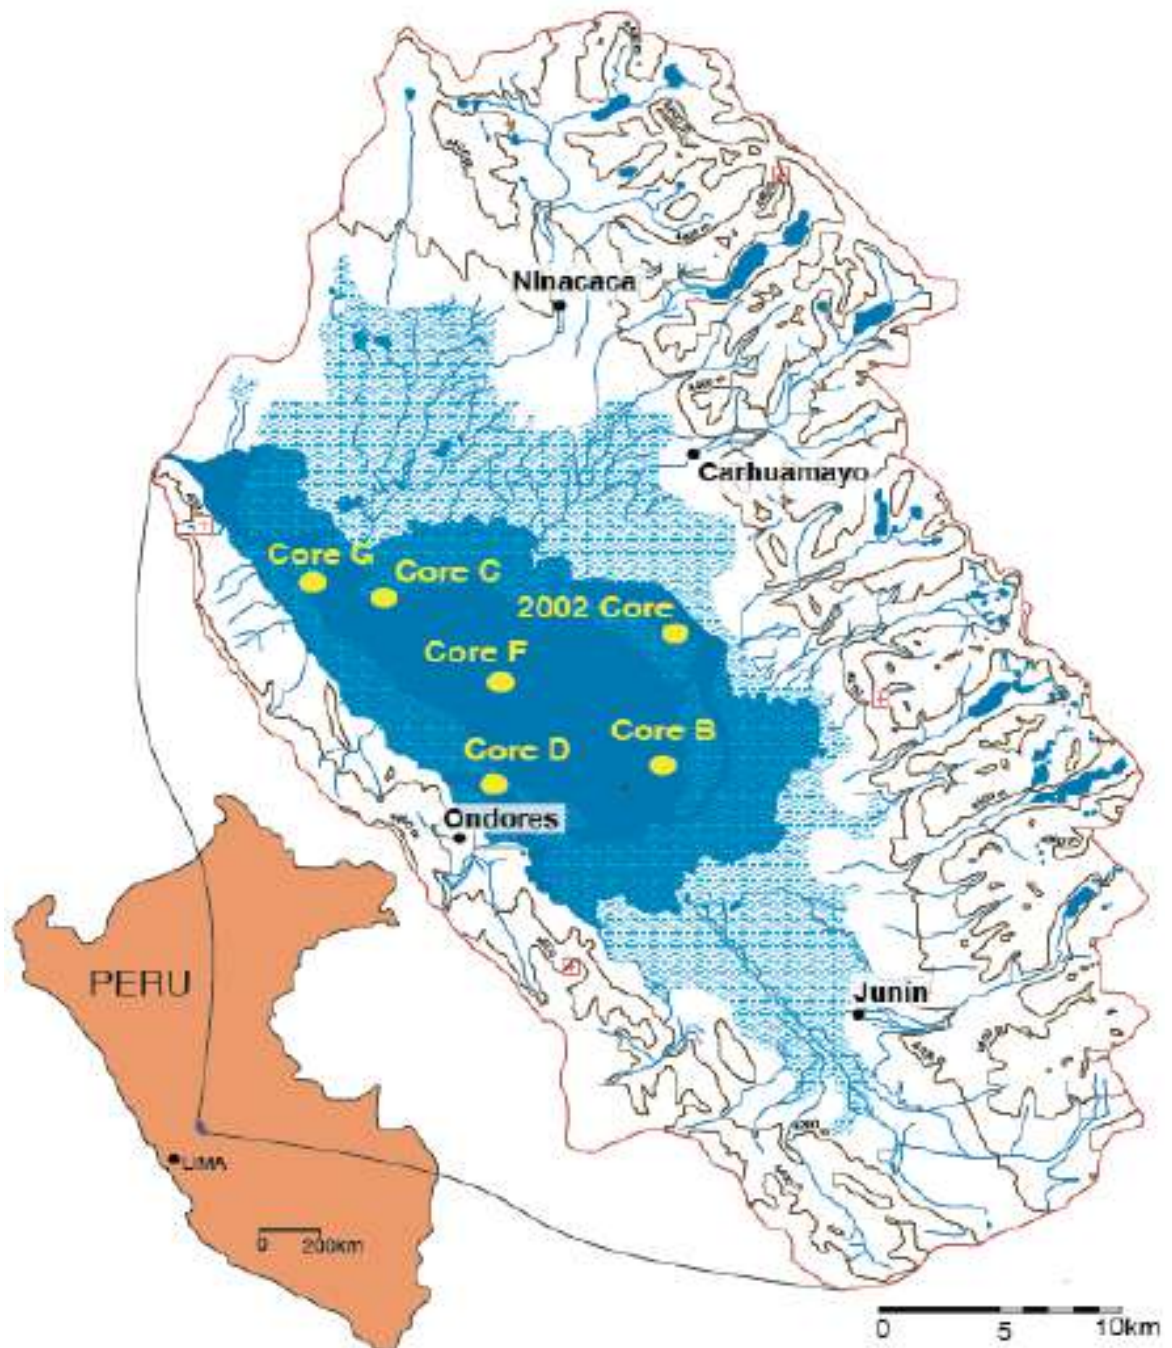 Ninacaca
Carhuamayo
Core G
Core C
2002 Core
Core F
Core B
Core D
Ondores
PERU
Junin
LIMA
0 200km
0 5 10km